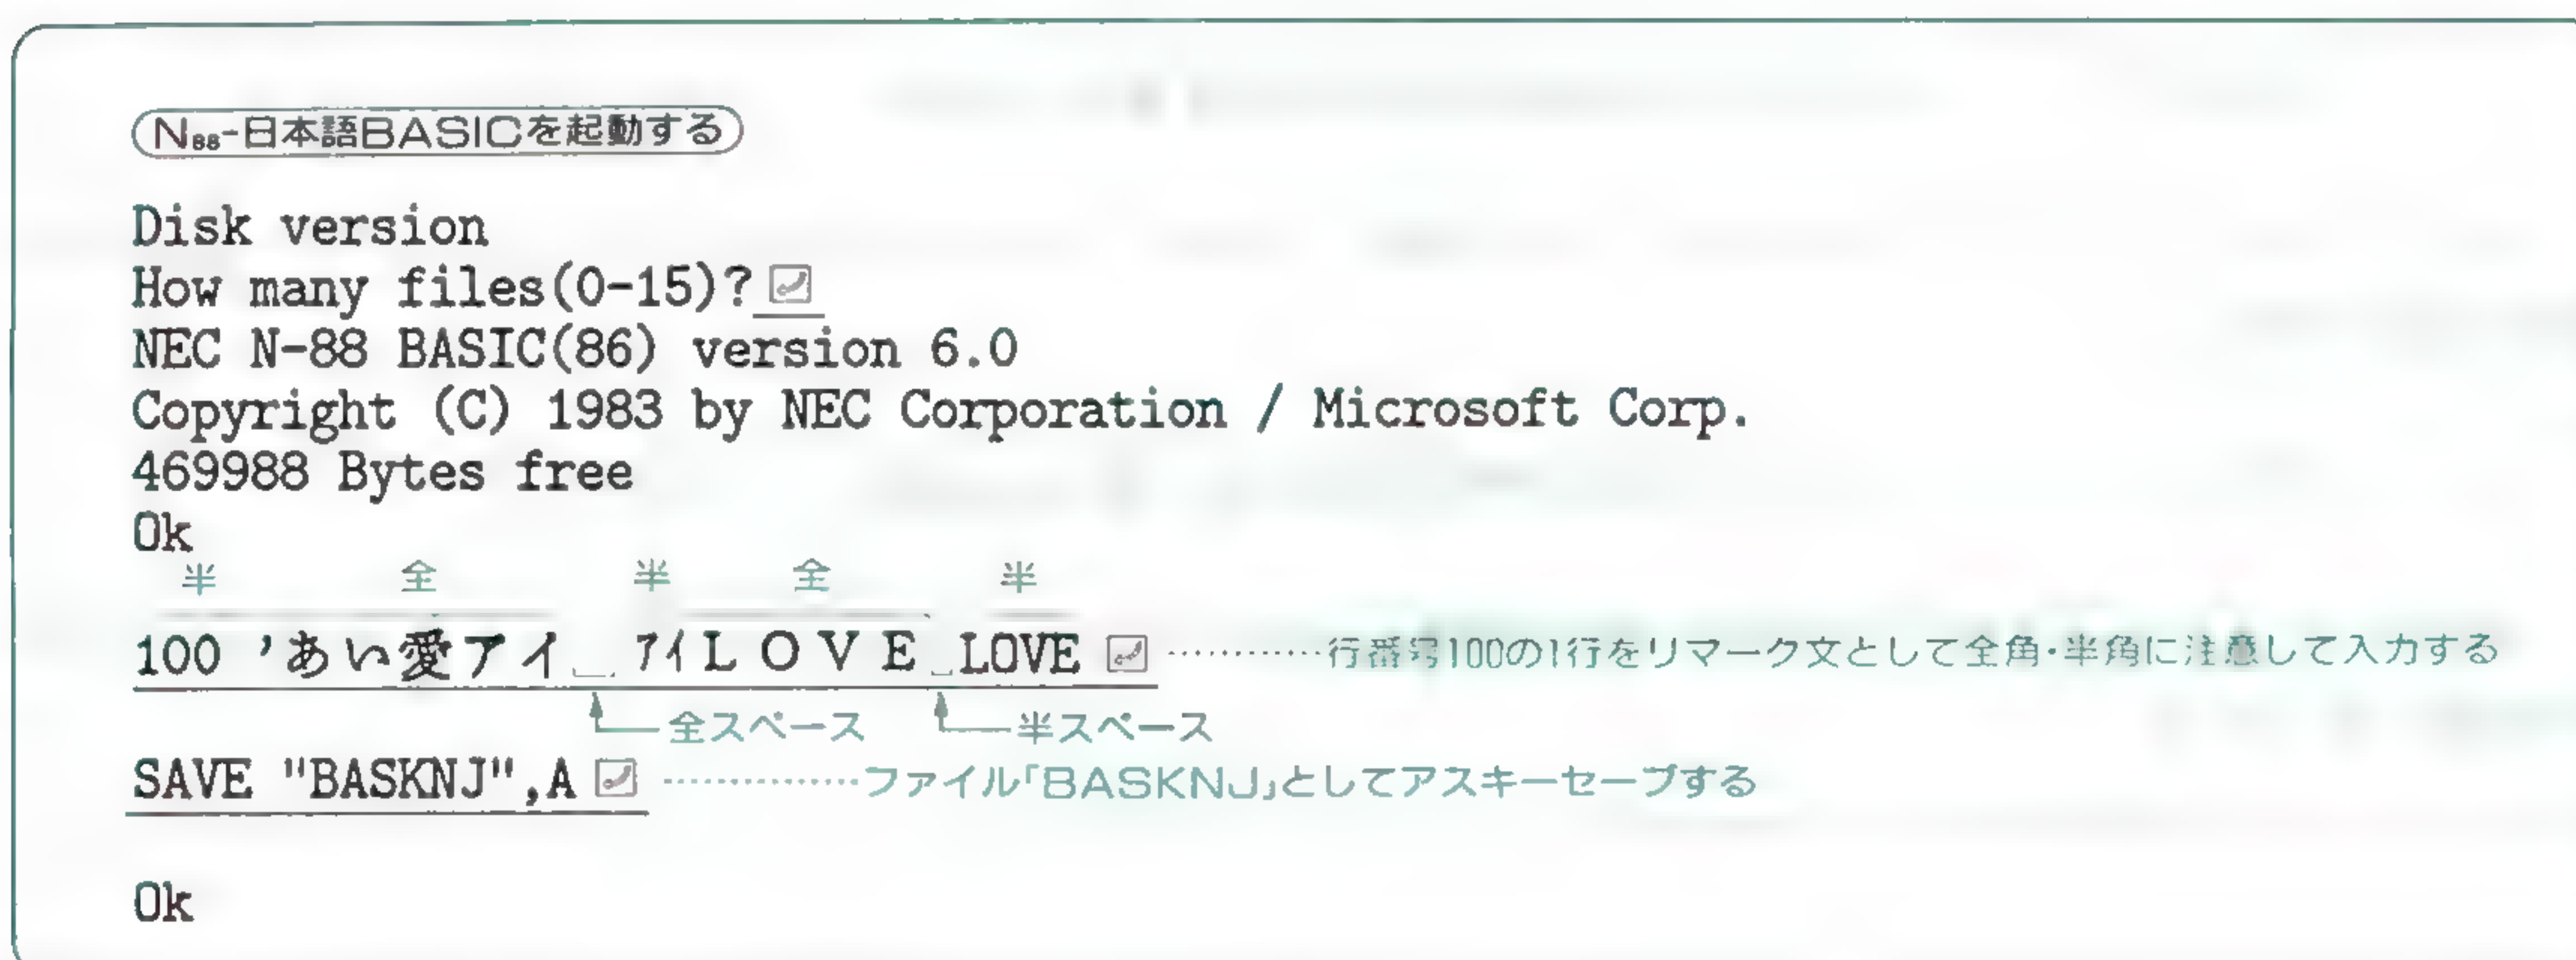 N88-日本語BASICを起動する
Disk version
How many files(0-15)?
NEC N-88 BASIC(86) version 6.0
Copyright (C) 1983 by NEC Corporation / Microsoft Corp.
469988 Bytes free
Ok
半 全 半 全 半
100 'あい愛アイ　ｱｲＬＯＶＥ LOVE …………行番号100の1行をリマーク文として全角・半角に注意して入力する
全スペース 半スペース
SAVE "BASKNJ",A …………ファイル「BASKNJ」としてアスキーセーブする
Ok